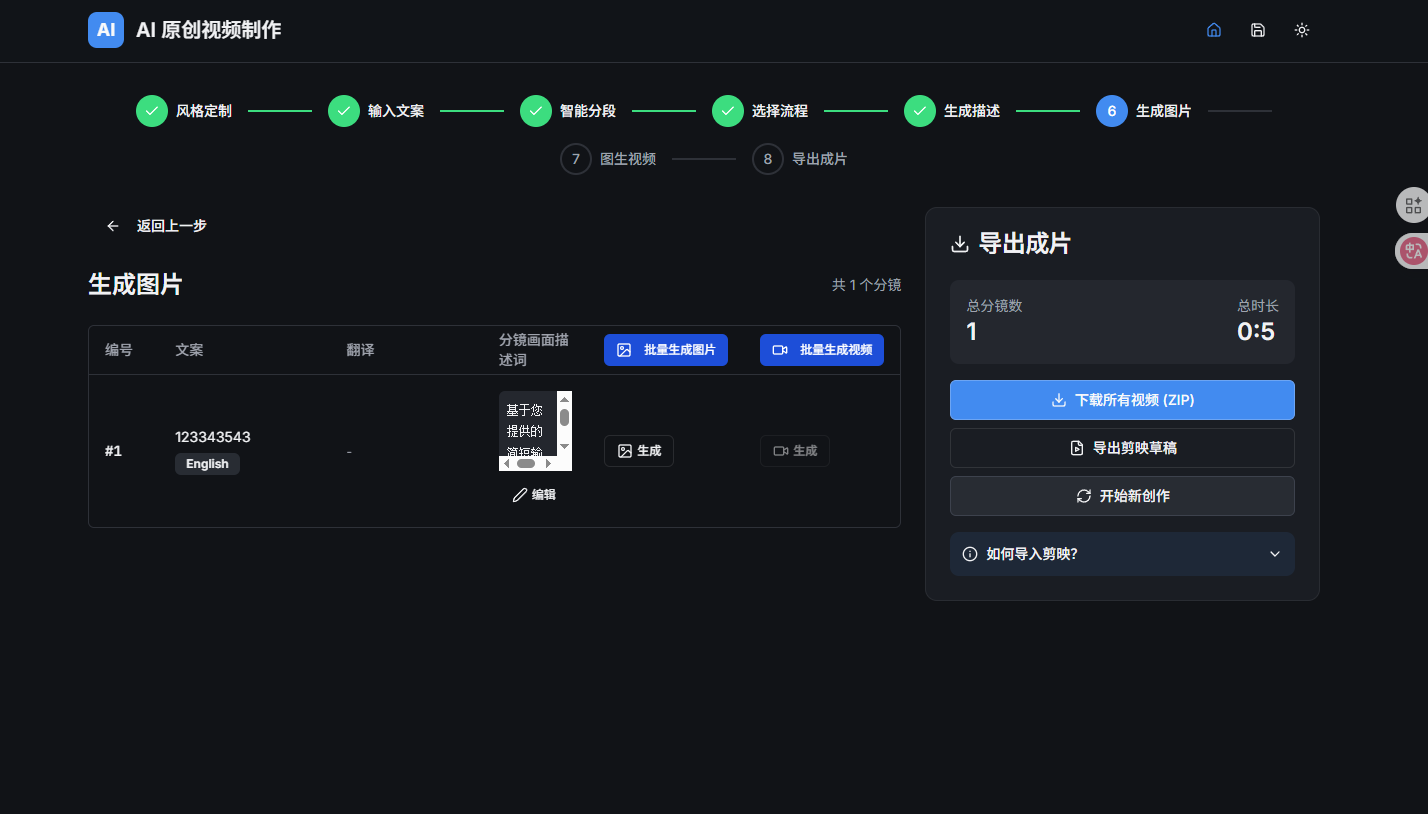 AI AI 原创视频制作
风格定制 输入文案 智能分段 选择流程 生成描述 6 生成图片
7 图生视频 8 导出成片
返回上一步
生成图片 共 1 个分镜
编号 文案 翻译 分镜画面描述词 批量生成图片 批量生成视频
#1 123343543 English -
基于您
提供的
简短输
编辑
生成 生成
导出成片
总分镜数 总时长
1 0:5
下载所有视频 (ZIP)
导出剪映草稿
开始新创作
如何导入剪映?
中A